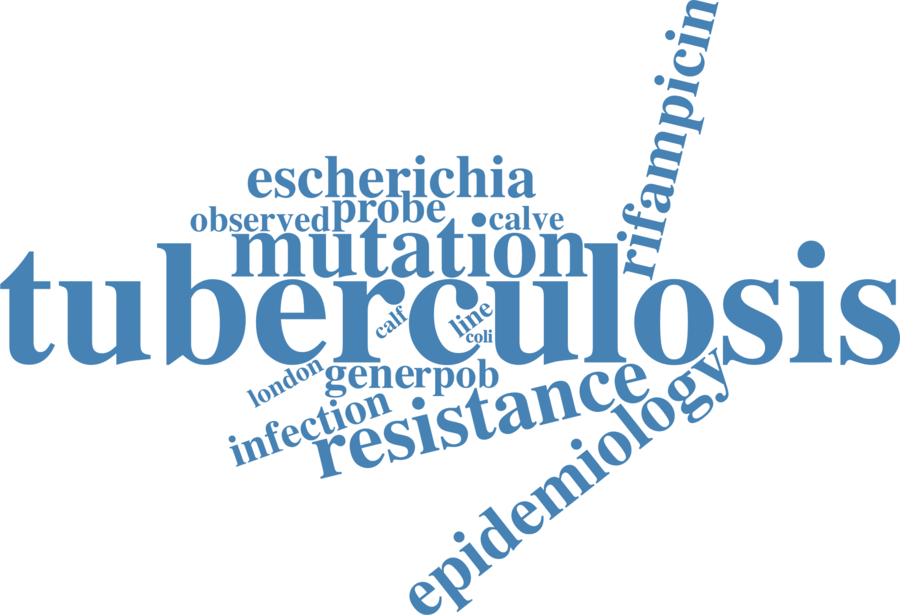 rifampicin
escherichia
observed
probe
calve
mutation
tuberculosis
calf
line
coli
london
generpob
infection
resistance
epidemiology